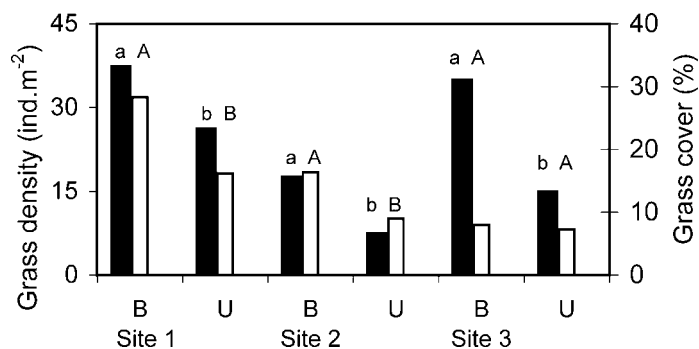 45 40
a A a A
30 b B 30
a A 20
15 b A
b B 10
0 0
B U B U B U
Site 1 Site 2 Site 3
Grass density (ind.m⁻²)
Grass cover (%)